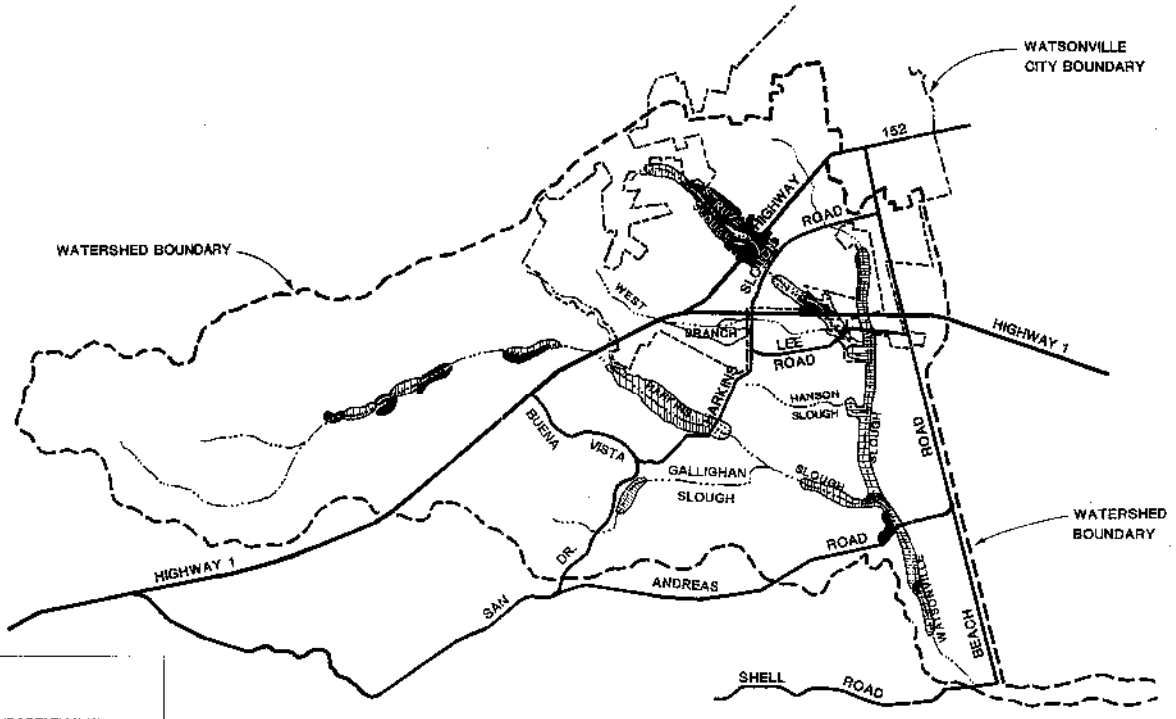 WATSONVILLE
CITY BOUNDARY
152
HIGHWAY
ROAD
WATERSHED BOUNDARY
SLOUGH
WEST
BRANCH
LEE
ROAD
HIGHWAY 1
HARKINS
HANSON
SLOUGH
SLOUGH
ROAD
BUENA
VISTA
GALLIGHAN
SLOUGH
SLOUGH
WATERSHED
BOUNDARY
ROAD
HIGHWAY 1
DR.
ANDREAS
SAN
WATSONVILLE
BEACH
SHELL
ROAD